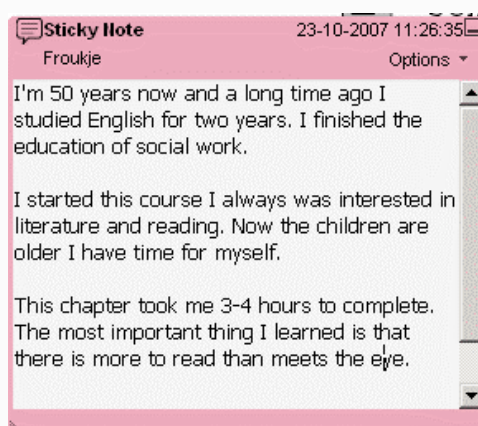 Sticky Note 23-10-2007 11:26:35
Froukje Options
I'm 50 years now and a long time ago I
studied English for two years. I finished the
education of social work.
I started this course I always was interested in
literature and reading. Now the children are
older I have time for myself.
This chapter took me 3-4 hours to complete.
The most important thing I learned is that
there is more to read than meets the eye.